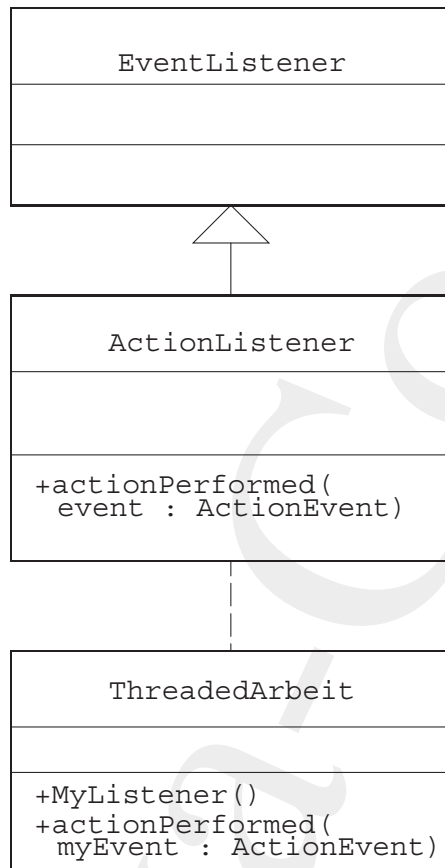 EventListener
ActionListener
+actionPerformed(
event : ActionEvent)
ThreadedArbeit
+MyListener()
+actionPerformed(
myEvent : ActionEvent)